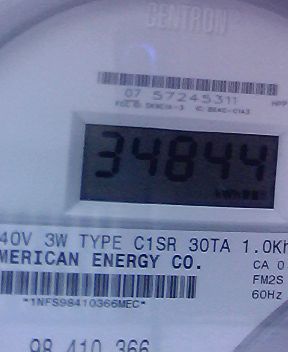 CENTRON
07 57245311
34844
40V 3W TYPE C1SR 30TA 1.0Kh
MERICAN ENERGY CO.
CA 0
FM2S
60Hz
*1NFS98410366MEC*
98 410 366